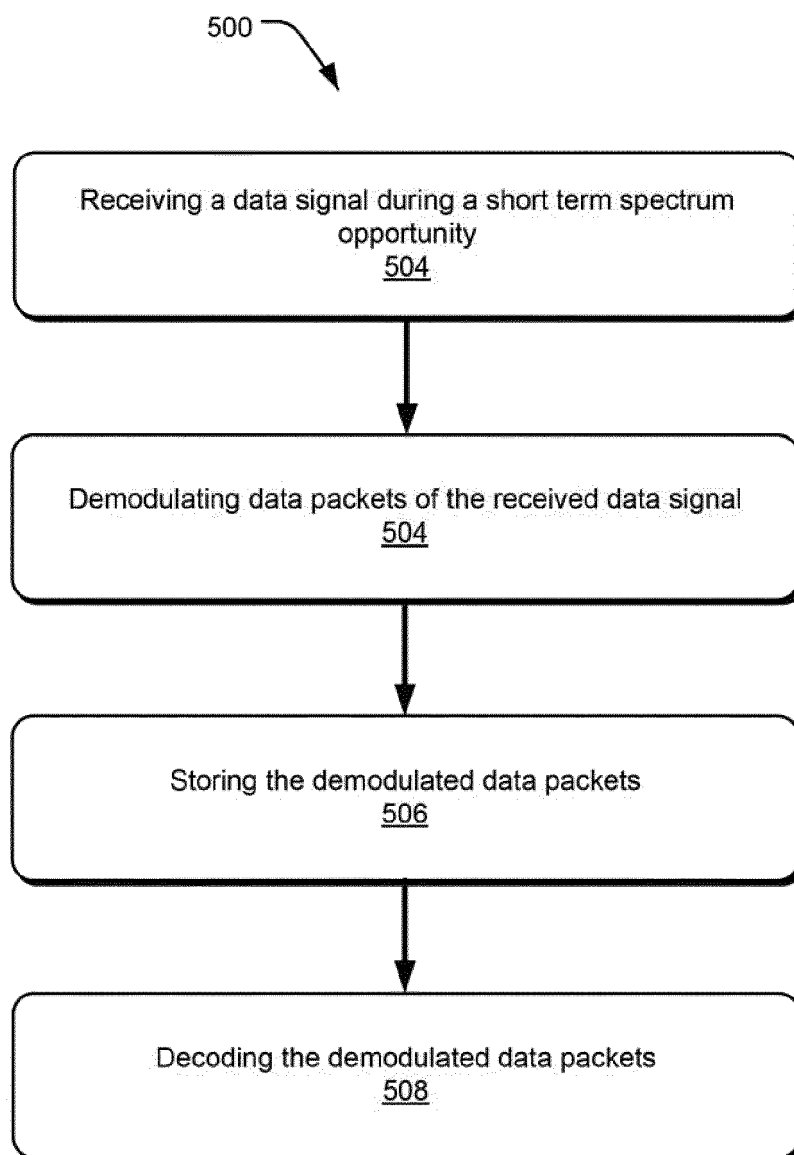 500
Receiving a data signal during a short term spectrum
opportunity
504
Demodulating data packets of the received data signal
504
Storing the demodulated data packets
506
Decoding the demodulated data packets
508